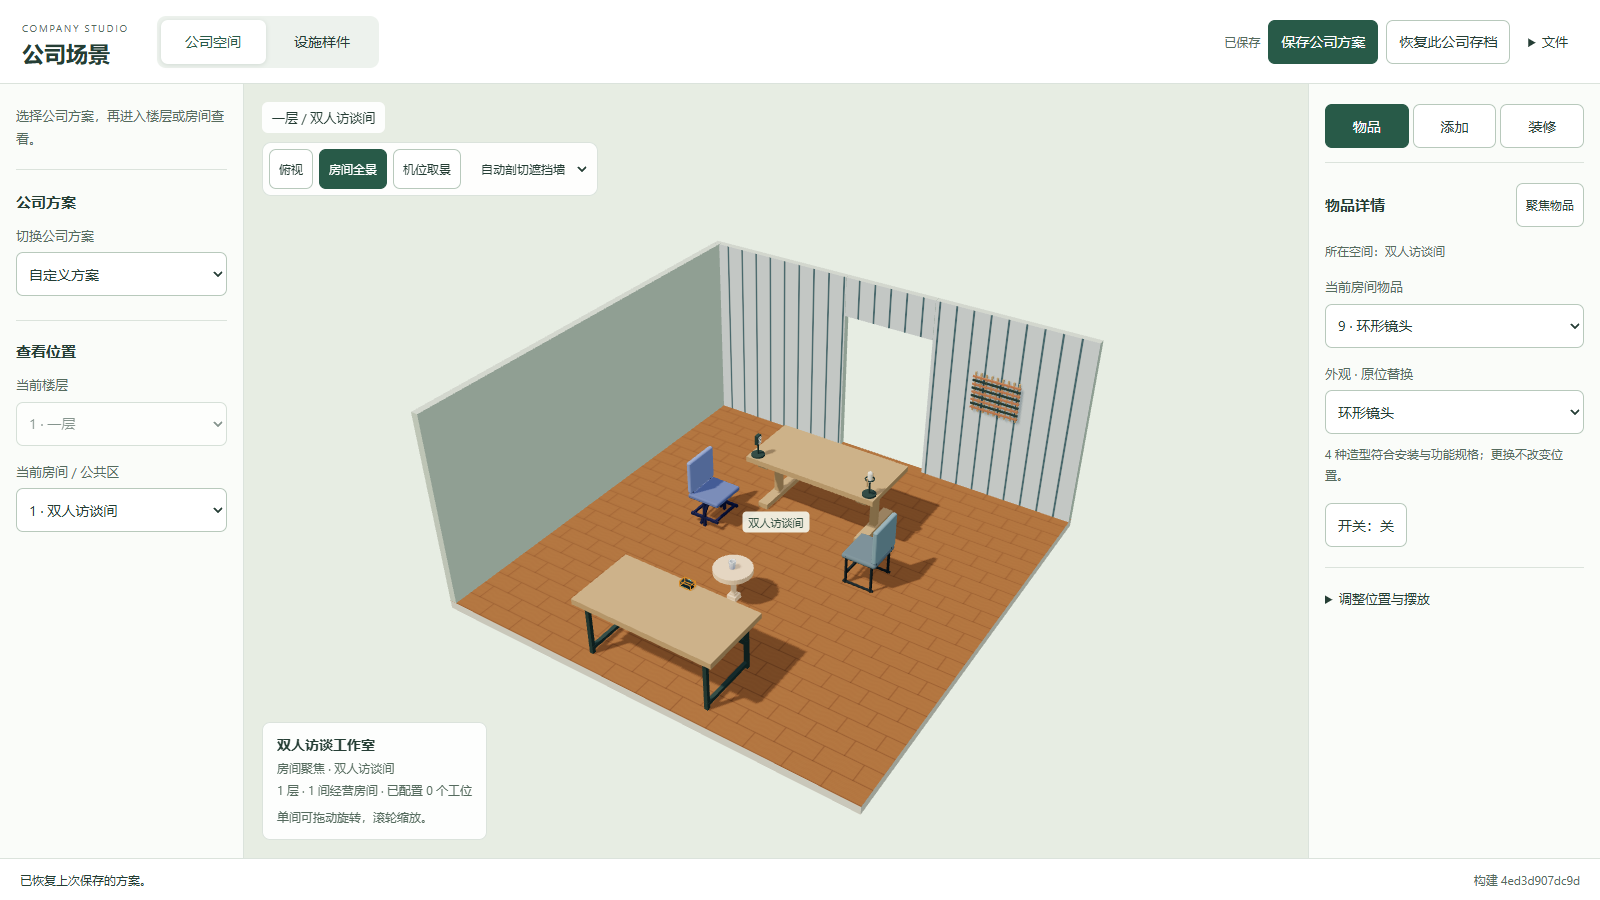 COMPANY STUDIO
公司场景
公司空间
设施样件
已保存
保存公司方案
恢复此公司存档
▶ 文件
选择公司方案，再进入楼层或房间查
看。
公司方案
切换公司方案
自定义方案
查看位置
当前楼层
1 · 一层
当前房间 / 公共区
1 · 双人访谈间
一层 / 双人访谈间
俯视
房间全景
机位取景
自动剖切遮挡墙
双人访谈间
双人访谈工作室
房间聚焦 · 双人访谈间
1 层 · 1 间经营房间 · 已配置 0 个工位
单间可拖动旋转，滚轮缩放。
物品
添加
装修
物品详情
聚焦物品
所在空间：双人访谈间
当前房间物品
9 · 环形镜头
外观 · 原位替换
环形镜头
4 种造型符合安装与功能规格；更换不改变位
置。
开关：关
▶ 调整位置与摆放
已恢复上次保存的方案。
构建 4ed3d907dc9d